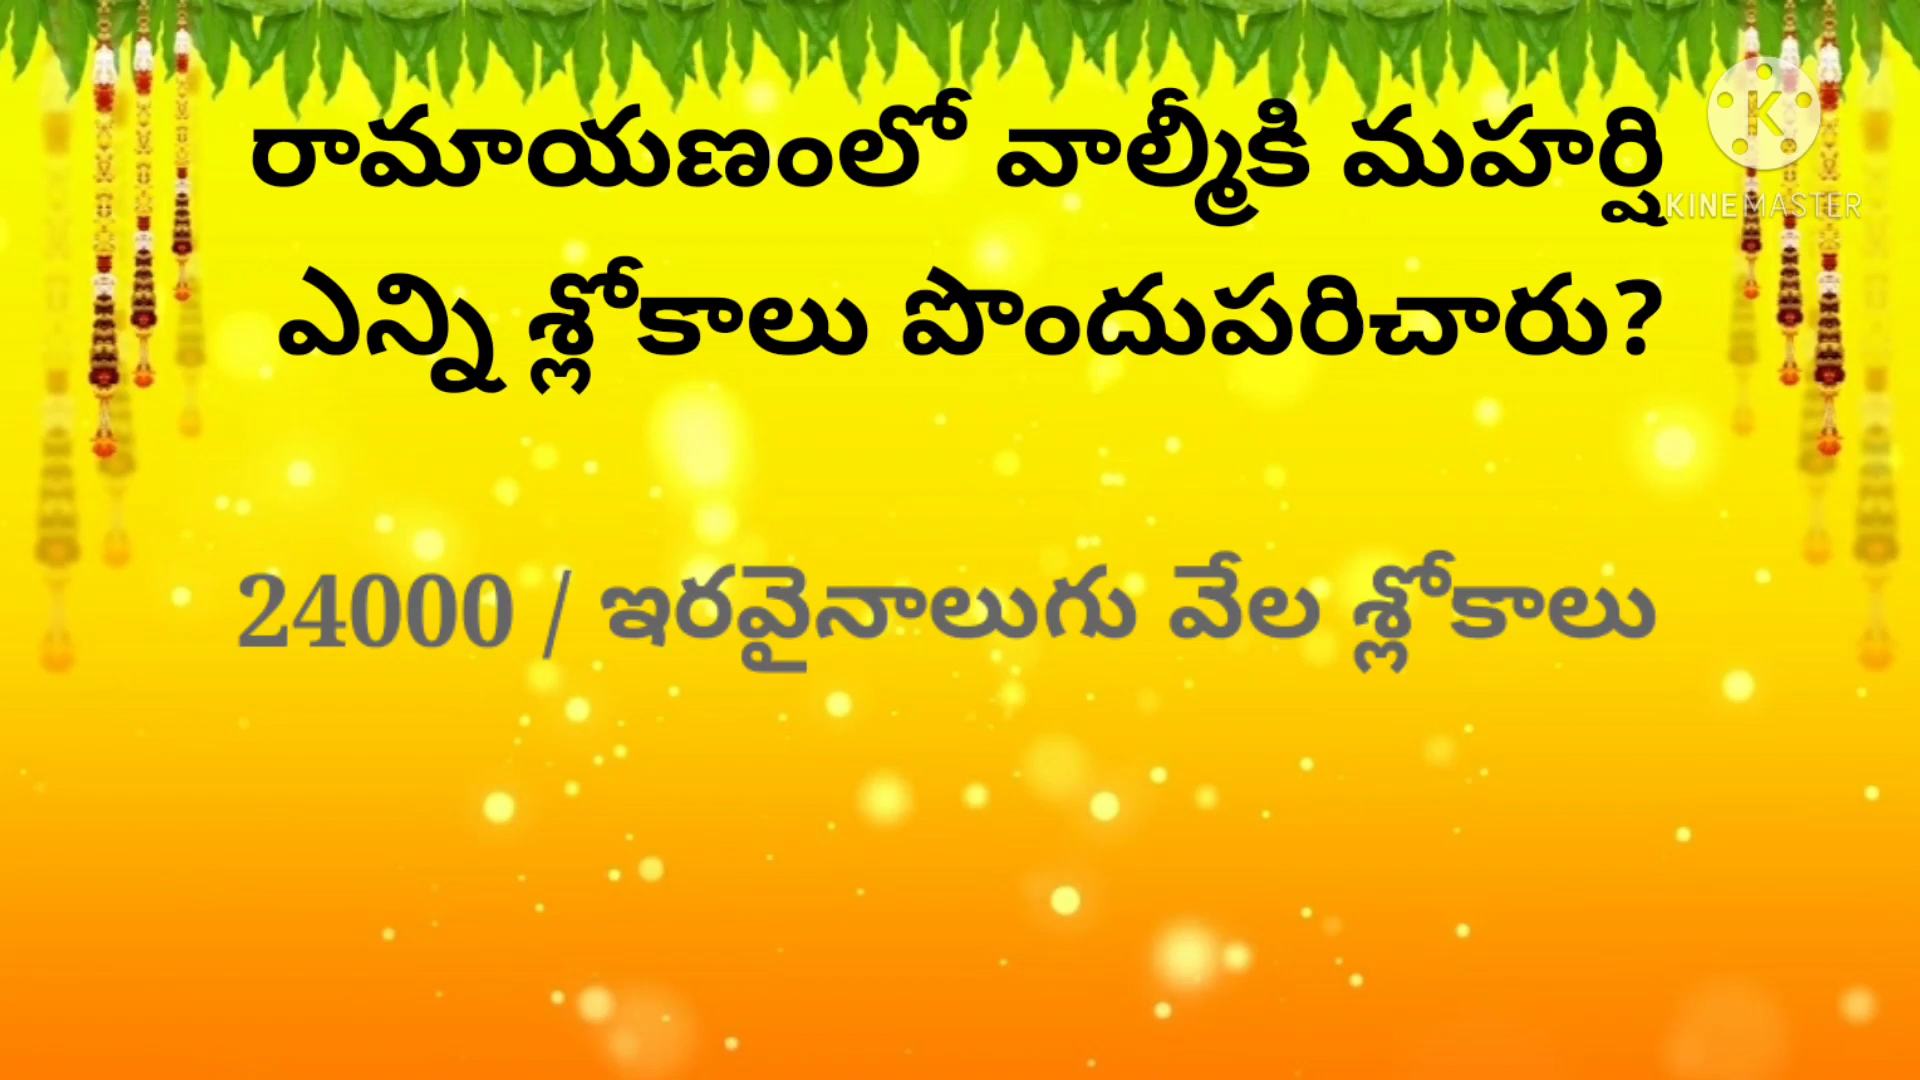 రామాయణంలో వాల్మీకి మహర్షి
ఎన్ని శ్లోకాలు పొందుపరిచారు?
24000 / ఇరవైనాలుగు వేల శ్లోకాలు
K
KINEMASTER